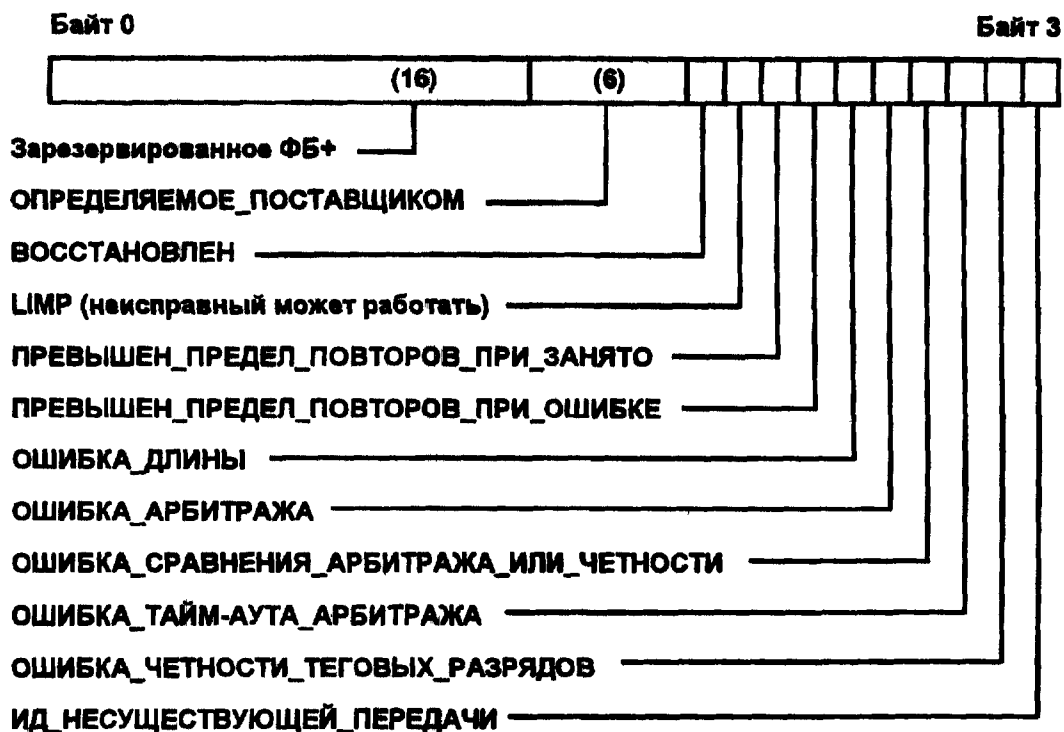 Байт 0 Байт 3
(16) (6)
Зарезервированное ФБ+
ОПРЕДЕЛЯЕМОЕ_ПОСТАВЩИКОМ
ВОССТАНОВЛЕН
LIMP (неисправный может работать)
ПРЕВЫШЕН_ПРЕДЕЛ_ПОВТОРОВ_ПРИ_ЗАНЯТО
ПРЕВЫШЕН_ПРЕДЕЛ_ПОВТОРОВ_ПРИ_ОШИБКЕ
ОШИБКА_ДЛИНЫ
ОШИБКА_АРБИТРАЖА
ОШИБКА_СРАВНЕНИЯ_АРБИТРАЖА_ИЛИ_ЧЕТНОСТИ
ОШИБКА_ТАЙМ-АУТА_АРБИТРАЖА
ОШИБКА_ЧЕТНОСТИ_ТЕГОВЫХ_РАЗРЯДОВ
ИД_НЕСУЩЕСТВУЮЩЕЙ_ПЕРЕДАЧИ